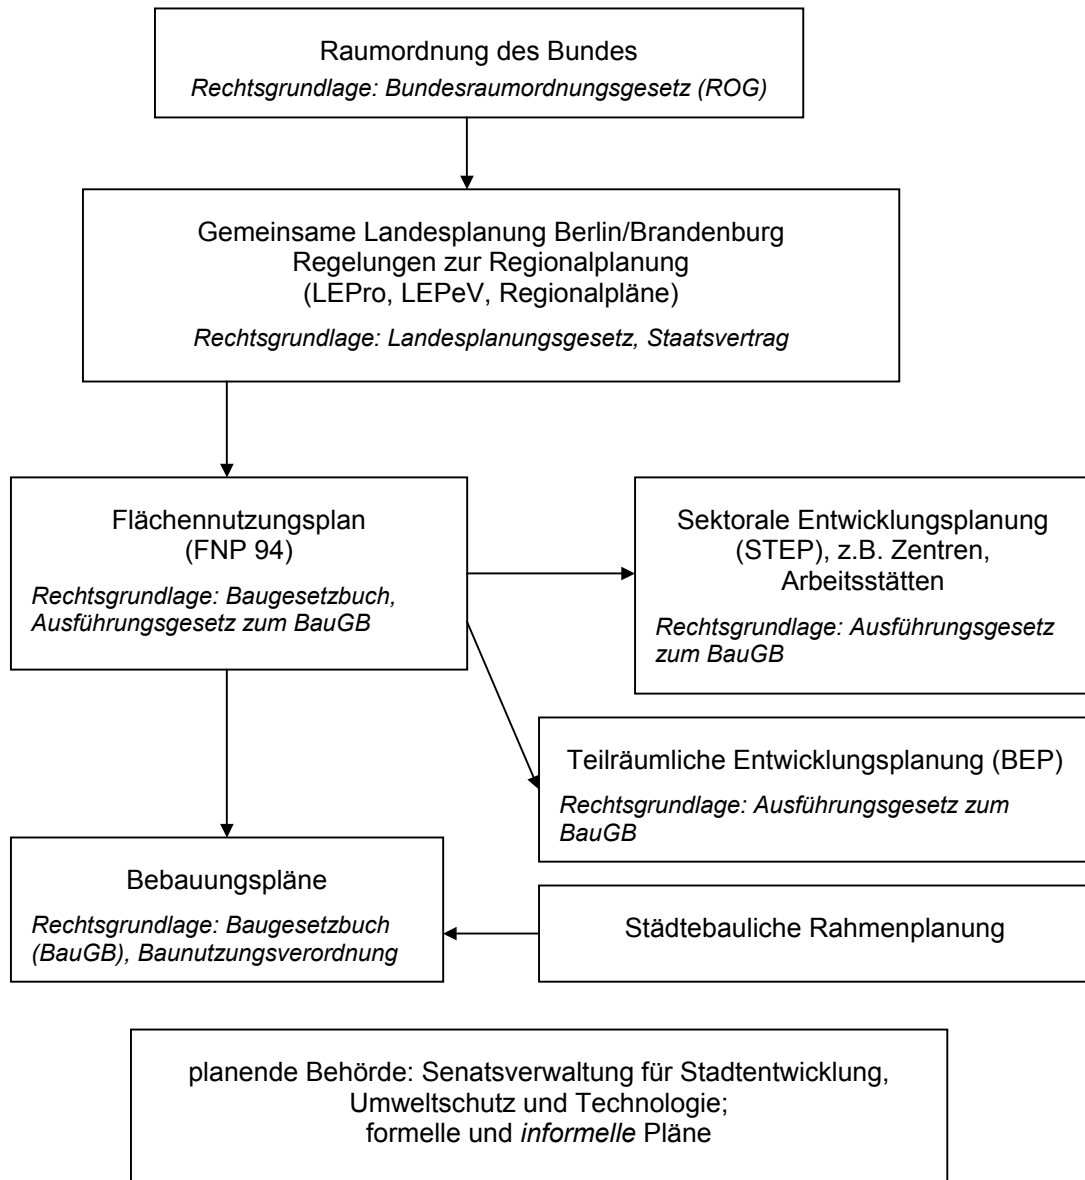 Raumordnung des Bundes
Rechtsgrundlage: Bundesraumordnungsgesetz (ROG)
Gemeinsame Landesplanung Berlin/Brandenburg
Regelungen zur Regionalplanung
(LEPro, LEPeV, Regionalpläne)
Rechtsgrundlage: Landesplanungsgesetz, Staatsvertrag
Flächennutzungsplan
(FNP 94)
Rechtsgrundlage: Baugesetzbuch,
Ausführungsgesetz zum BauGB
Sektorale Entwicklungsplanung
(STEP), z.B. Zentren,
Arbeitsstätten
Rechtsgrundlage: Ausführungsgesetz
zum BauGB
Teilräumliche Entwicklungsplanung (BEP)
Rechtsgrundlage: Ausführungsgesetz zum
BauGB
Bebauungspläne
Rechtsgrundlage: Baugesetzbuch
(BauGB), Baunutzungsverordnung
Städtebauliche Rahmenplanung
planende Behörde: Senatsverwaltung für Stadtentwicklung,
Umweltschutz und Technologie;
formelle und informelle Pläne